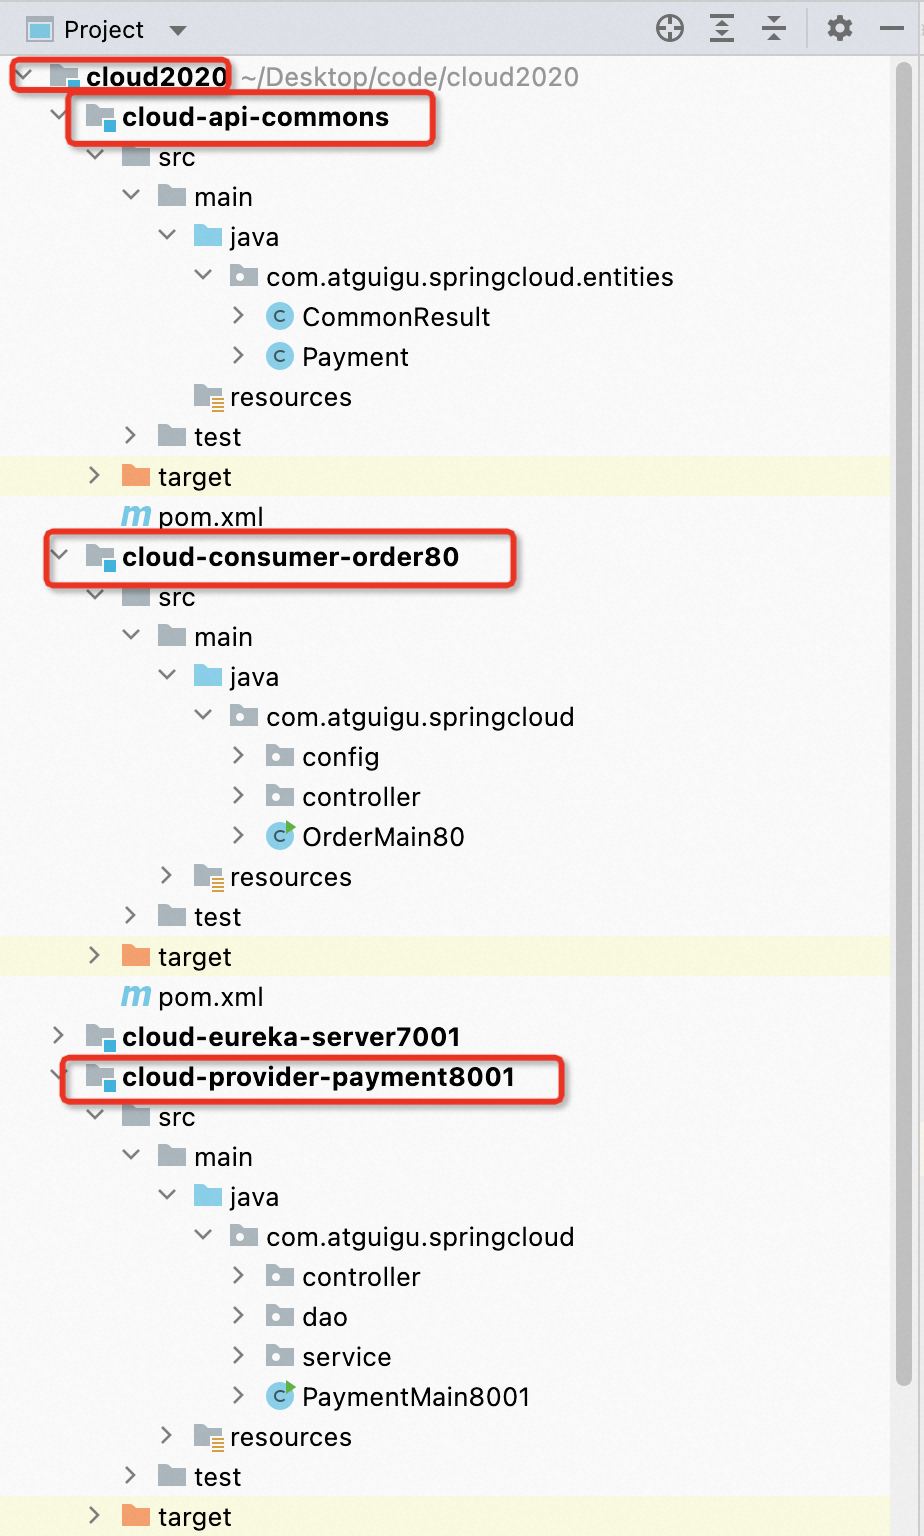 Project
cloud2020 ~/Desktop/code/cloud2020
cloud-api-commons
src
main
java
com.atguigu.springcloud.entities
C CommonResult
C Payment
resources
test
target
m pom.xml
cloud-consumer-order80
src
main
java
com.atguigu.springcloud
config
controller
C OrderMain80
resources
test
target
m pom.xml
cloud-eureka-server7001
cloud-provider-payment8001
src
main
java
com.atguigu.springcloud
controller
dao
service
C PaymentMain8001
resources
test
target